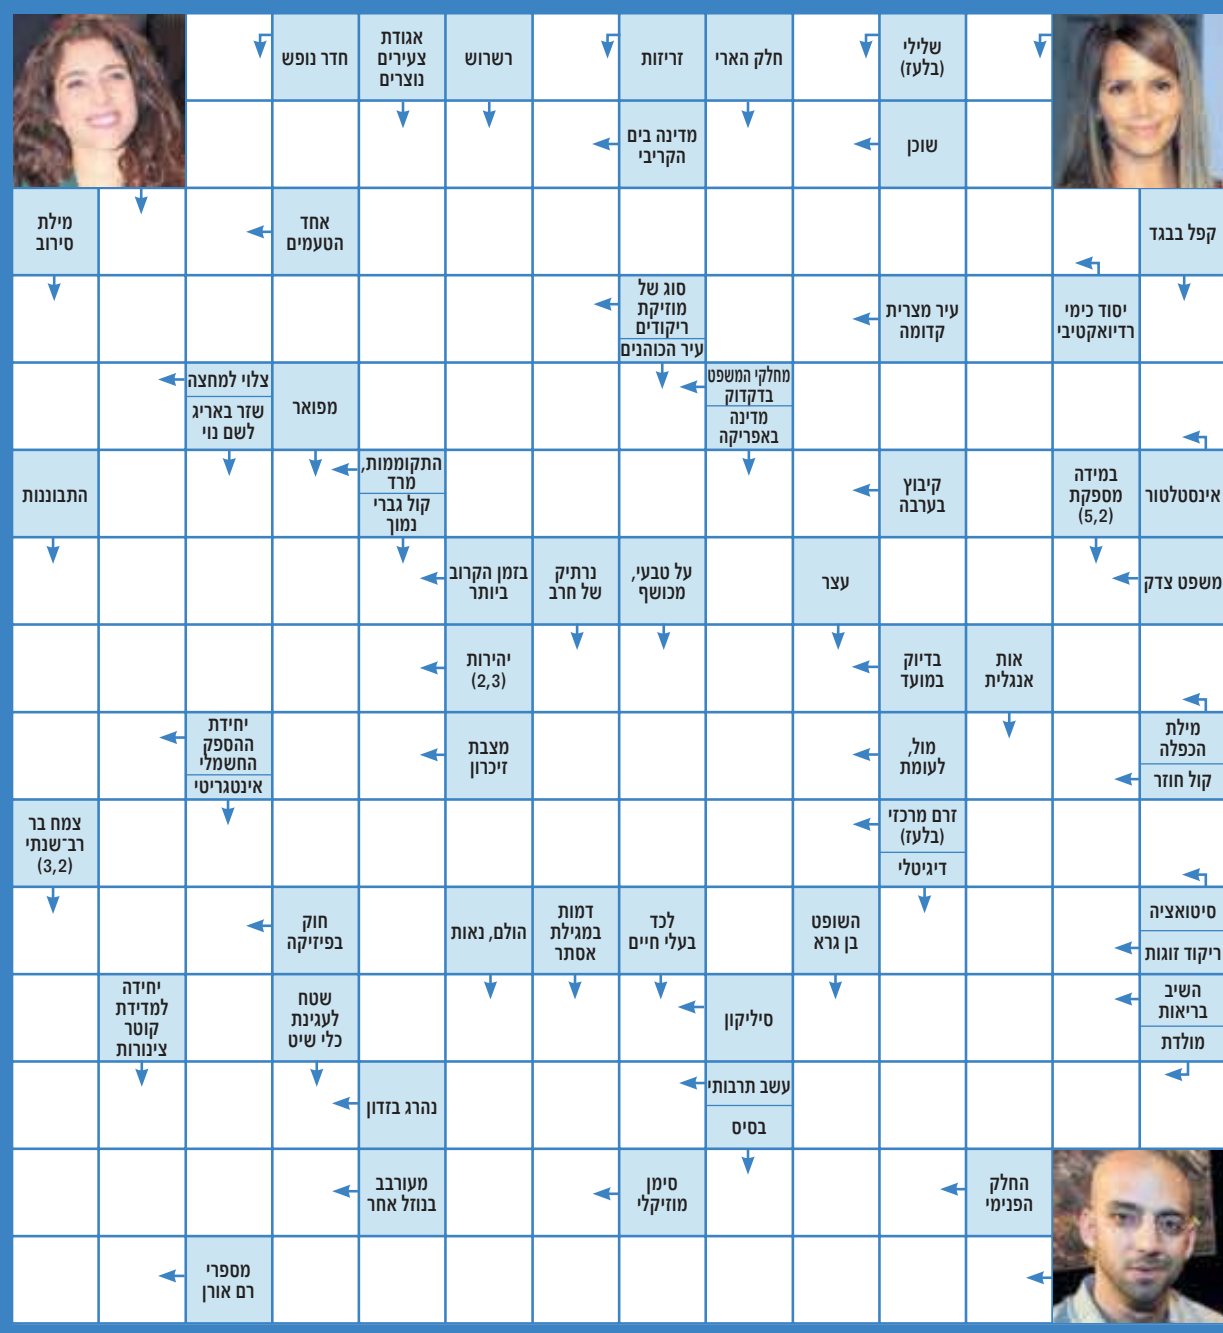 שלילי
(בלעז)
חלק הארי
זריזות
רשרוש
אגודת
צעירים
נוצרים
חדר נופש
שוכן
מדינה בים
הקריבי
קפל בבגד
אחד
הטעמים
מילת
סירוב
יסוד כימי
רדיואקטיבי
עיר מצרית
קדומה
סוג של
מוזיקת
ריקודים
עיר הכוהנים
מחלקי המשפט
בדקדוק
מדינה
באפריקה
מפואר
צלוי למחצה
שזר באריג
לשם נוי
אינסטלטור
במידה
מספקת
(5,2)
קיבוץ
בערבה
התקוממות,
מרד
קול גברי
נמוך
התבוננות
משפט צדק
עצר
על טבעי,
מכושף
נרתיק
של חרב
בזמן הקרוב
ביותר
אות
אנגלית
בדיוק
במועד
יהירות
(2,3)
מילת
הכפלה
קול חוזר
מול,
לעומת
מצבת
זיכרון
יחידת
ההספק
החשמלי
אינטגריטי
זרם מרכזי
(בלעז)
דיגיטלי
צמח בר
רב־שנתי
(3,2)
סיטואציה
ריקוד זוגות
השופט
בן גרא
לכד
בעלי חיים
דמות
במגילת
אסתר
הולם, נאות
חוק
בפיזיקה
השיב
בריאות
מולדת
סיליקון
שטח
לעגינת
כלי שיט
יחידה
למדידת
קוטר
צינורות
עשב תרבותי
בסיס
נהרג בזדון
החלק
הפנימי
סימן
מוזיקלי
מעורבב
בנוזל אחר
מספרי
רם אורן